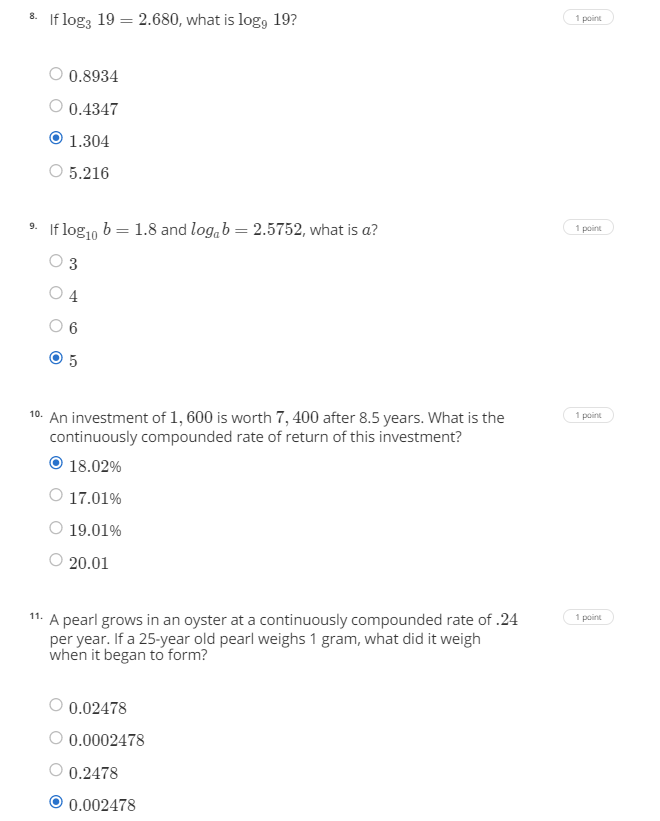 8. If log₃ 19 = 2.680, what is log₉ 19?
1 point
0.8934
0.4347
1.304
5.216
9. If log₁₀ b = 1.8 and logₐb = 2.5752, what is a?
1 point
3
4
6
5
10. An investment of 1, 600 is worth 7, 400 after 8.5 years. What is the
1 point
continuously compounded rate of return of this investment?
18.02%
17.01%
19.01%
20.01
11. A pearl grows in an oyster at a continuously compounded rate of .24
1 point
per year. If a 25-year old pearl weighs 1 gram, what did it weigh
when it began to form?
0.02478
0.0002478
0.2478
0.002478